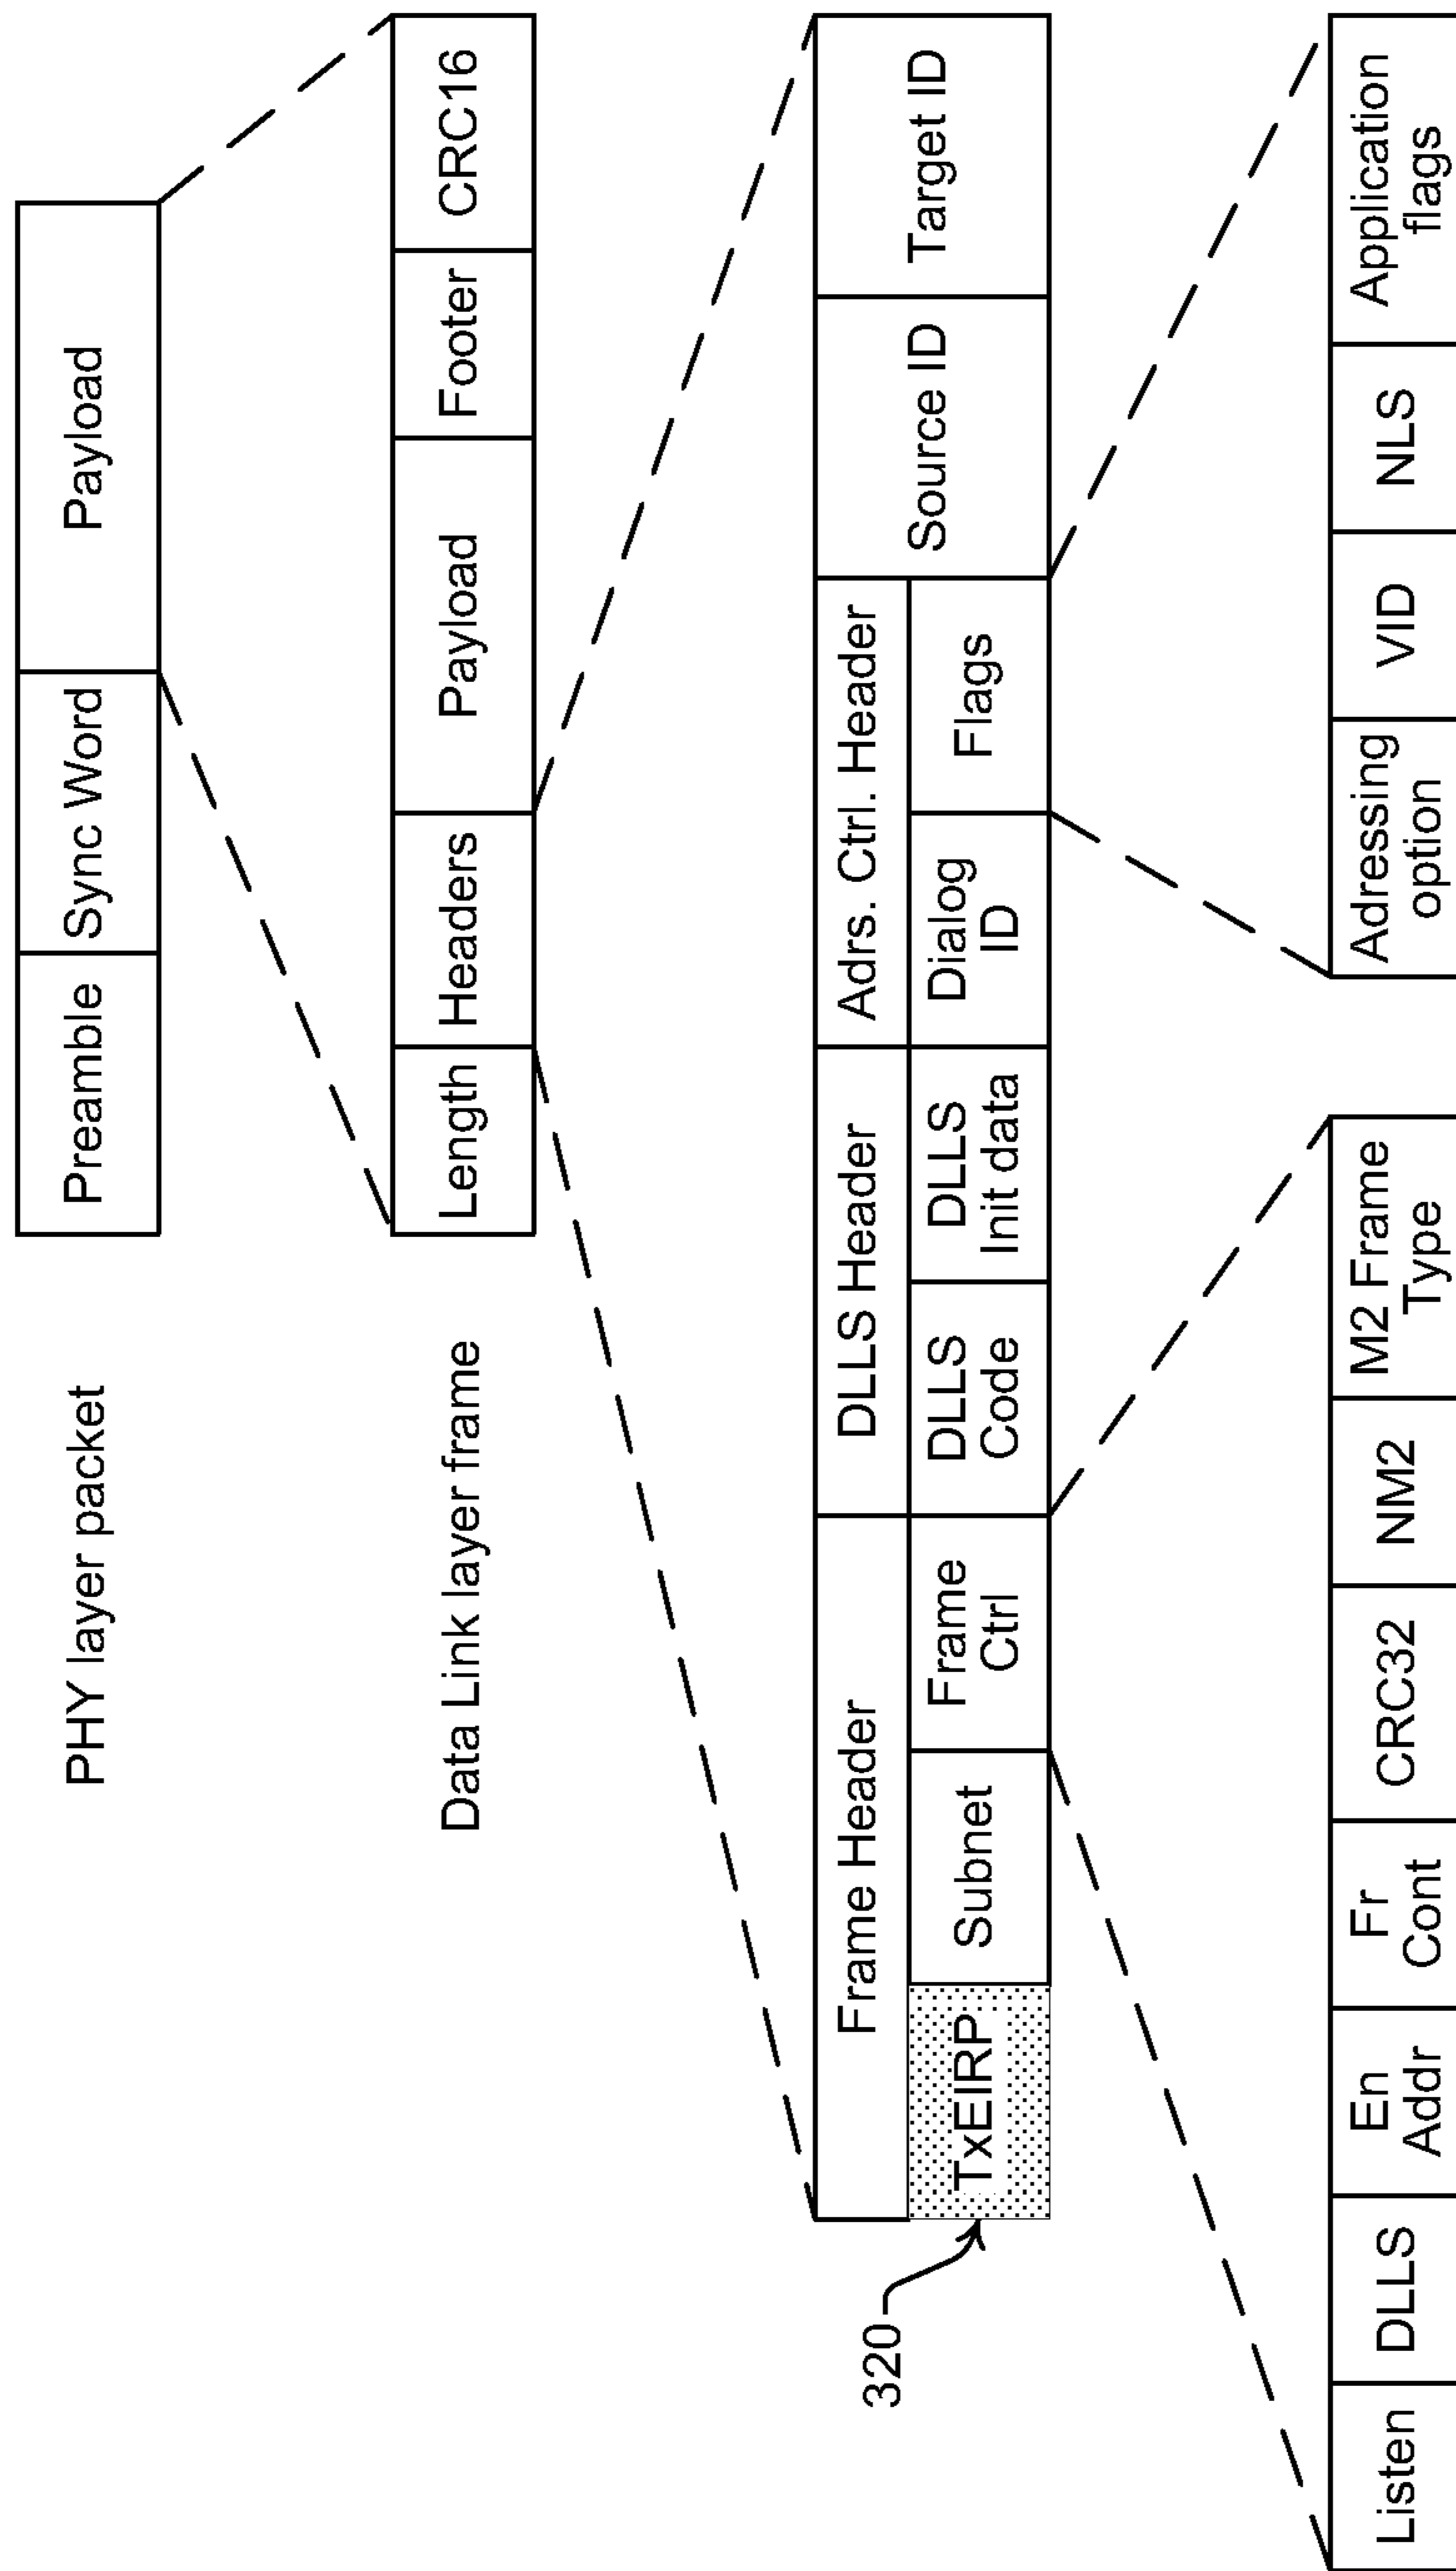 PHY layer packet
Preamble
Sync Word
Payload
Data Link layer frame
Length
Headers
Payload
Footer
CRC16
Frame Header
DLLS Header
Adrs. Ctrl. Header
Source ID
Target ID
320
TxEIRP
Subnet
Frame
Ctrl
DLLS
Code
DLLS
Init data
Dialog
ID
Flags
Listen
DLLS
En
Addr
Fr
Cont
CRC32
NM2
M2 Frame
Type
Adressing
option
VID
NLS
Application
flags